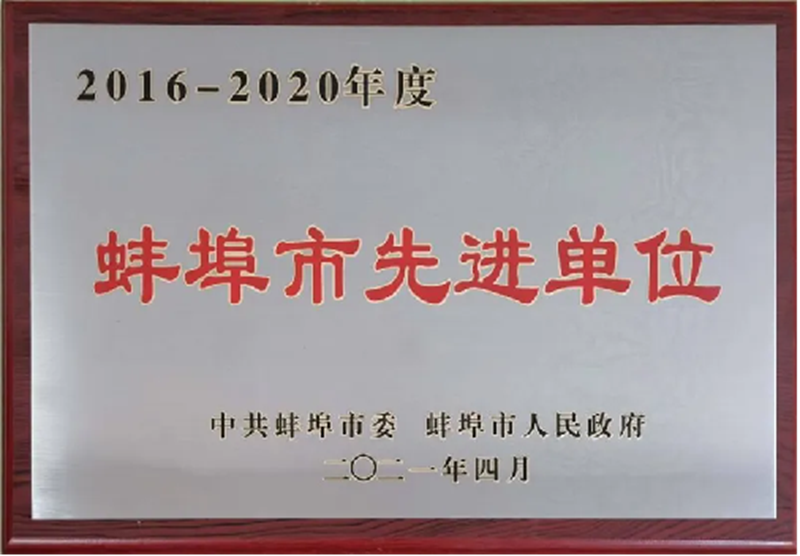 2016-2020年度
蚌埠市先进单位
中共蚌埠市委 蚌埠市人民政府
二〇二一年四月